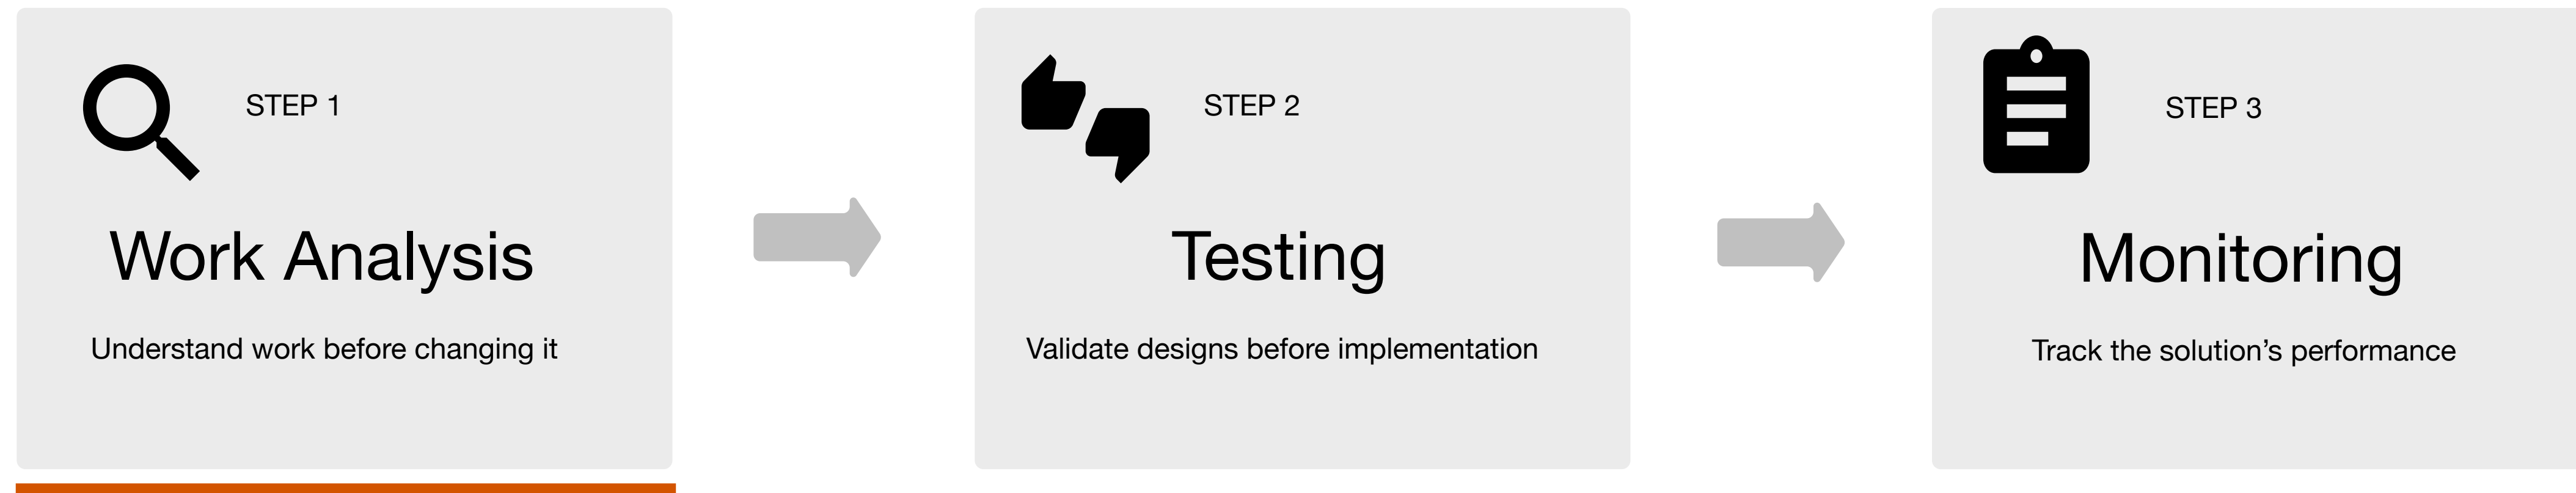 STEP 1
Work Analysis
Understand work before changing it
STEP 2
Testing
Validate designs before implementation
STEP 3
Monitoring
Track the solution’s performance